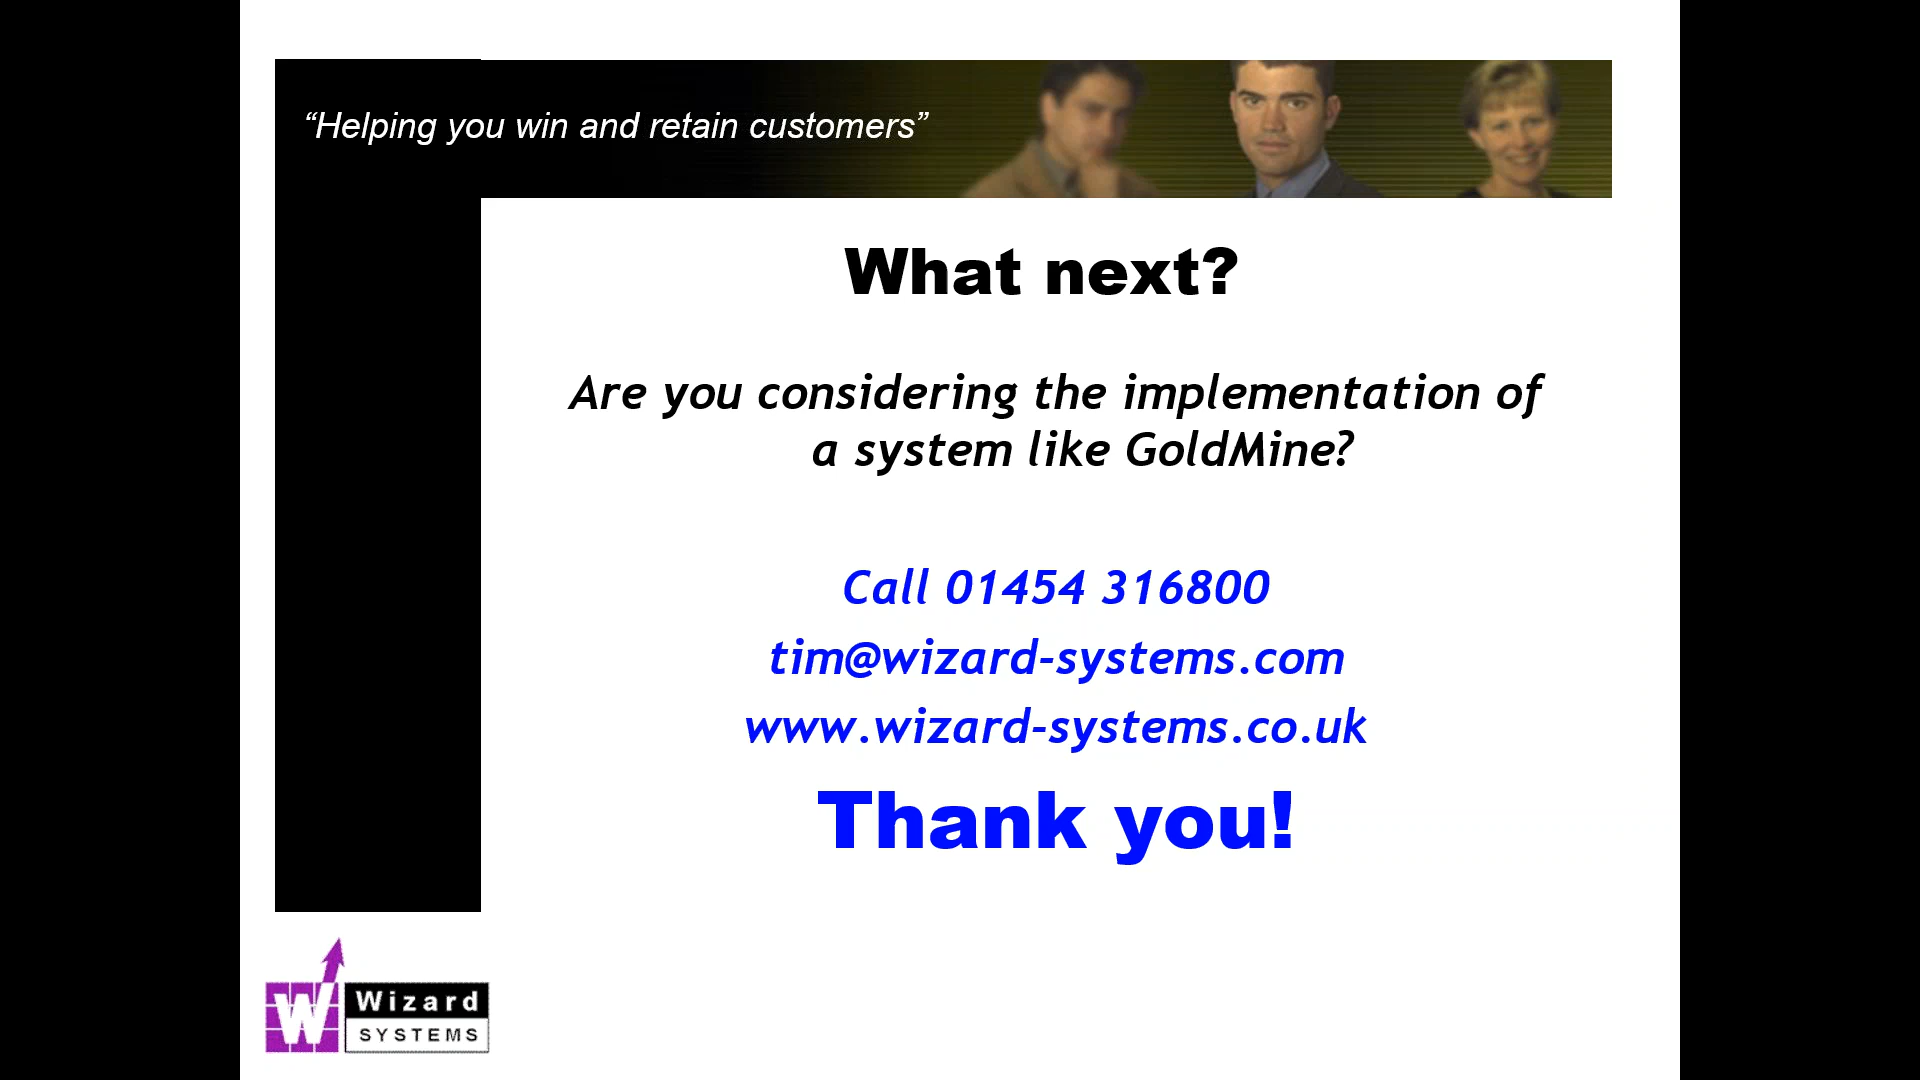 “Helping you win and retain customers”
What next?
Are you considering the implementation of
a system like GoldMine?
Call 01454 316800
tim@wizard-systems.com
www.wizard-systems.co.uk
Thank you!
W
Wizard
SYSTEMS